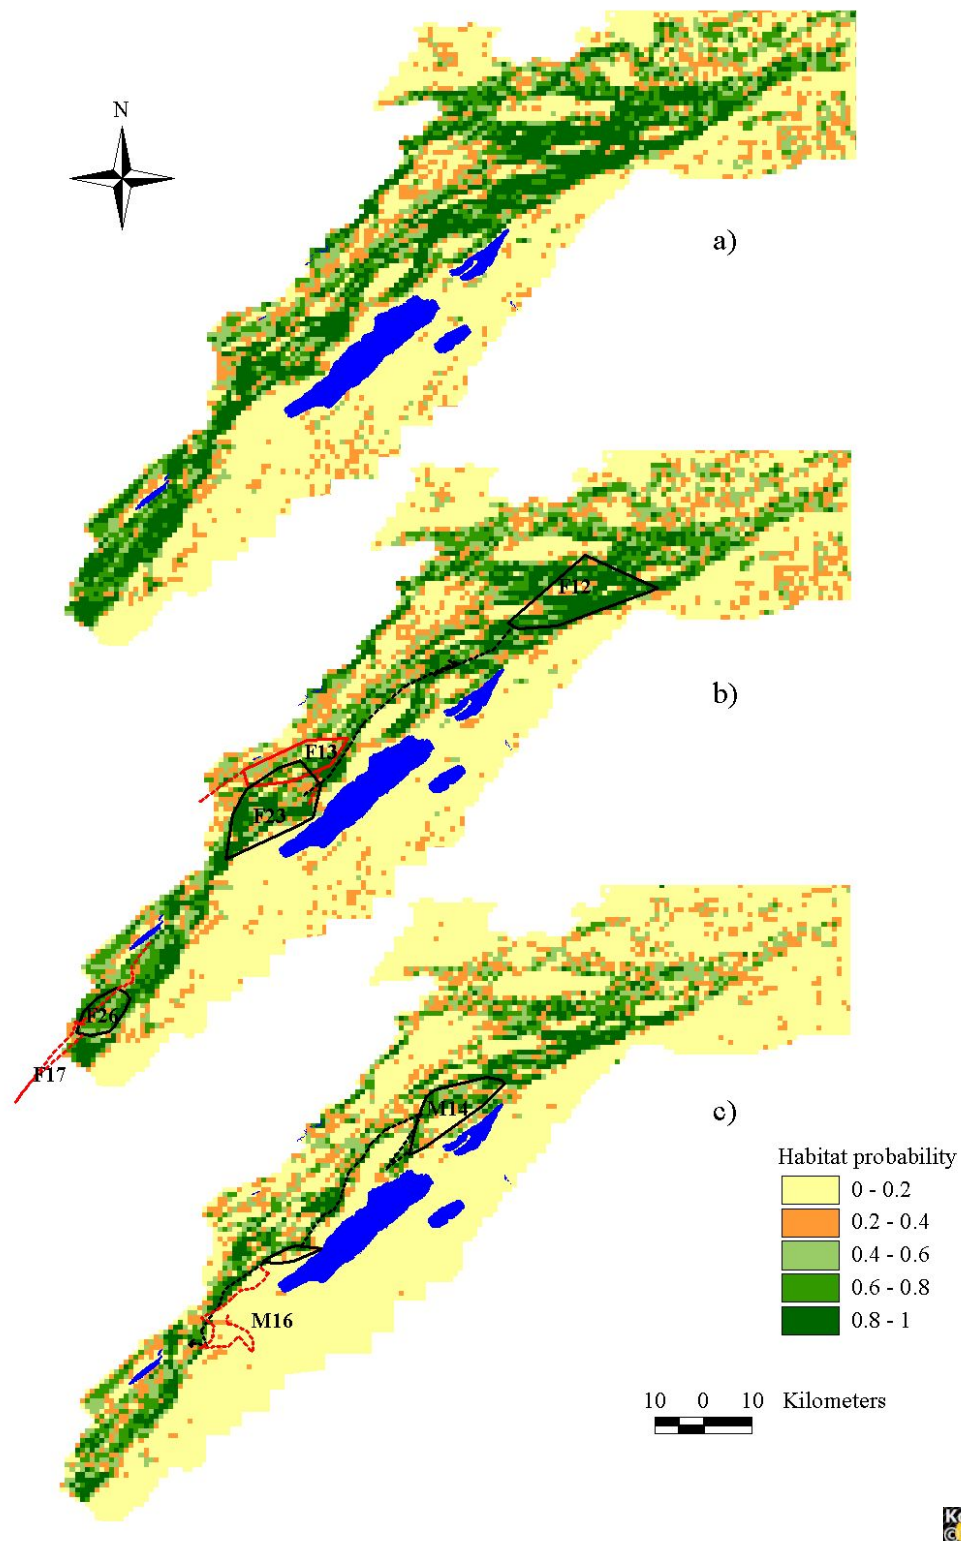 N
a)
F12
b)
F13
F23
F26
F17
M14
c)
Habitat probability
0 - 0.2
0.2 - 0.4
0.4 - 0.6
0.6 - 0.8
0.8 - 1
M16
10 0 10 Kilometers